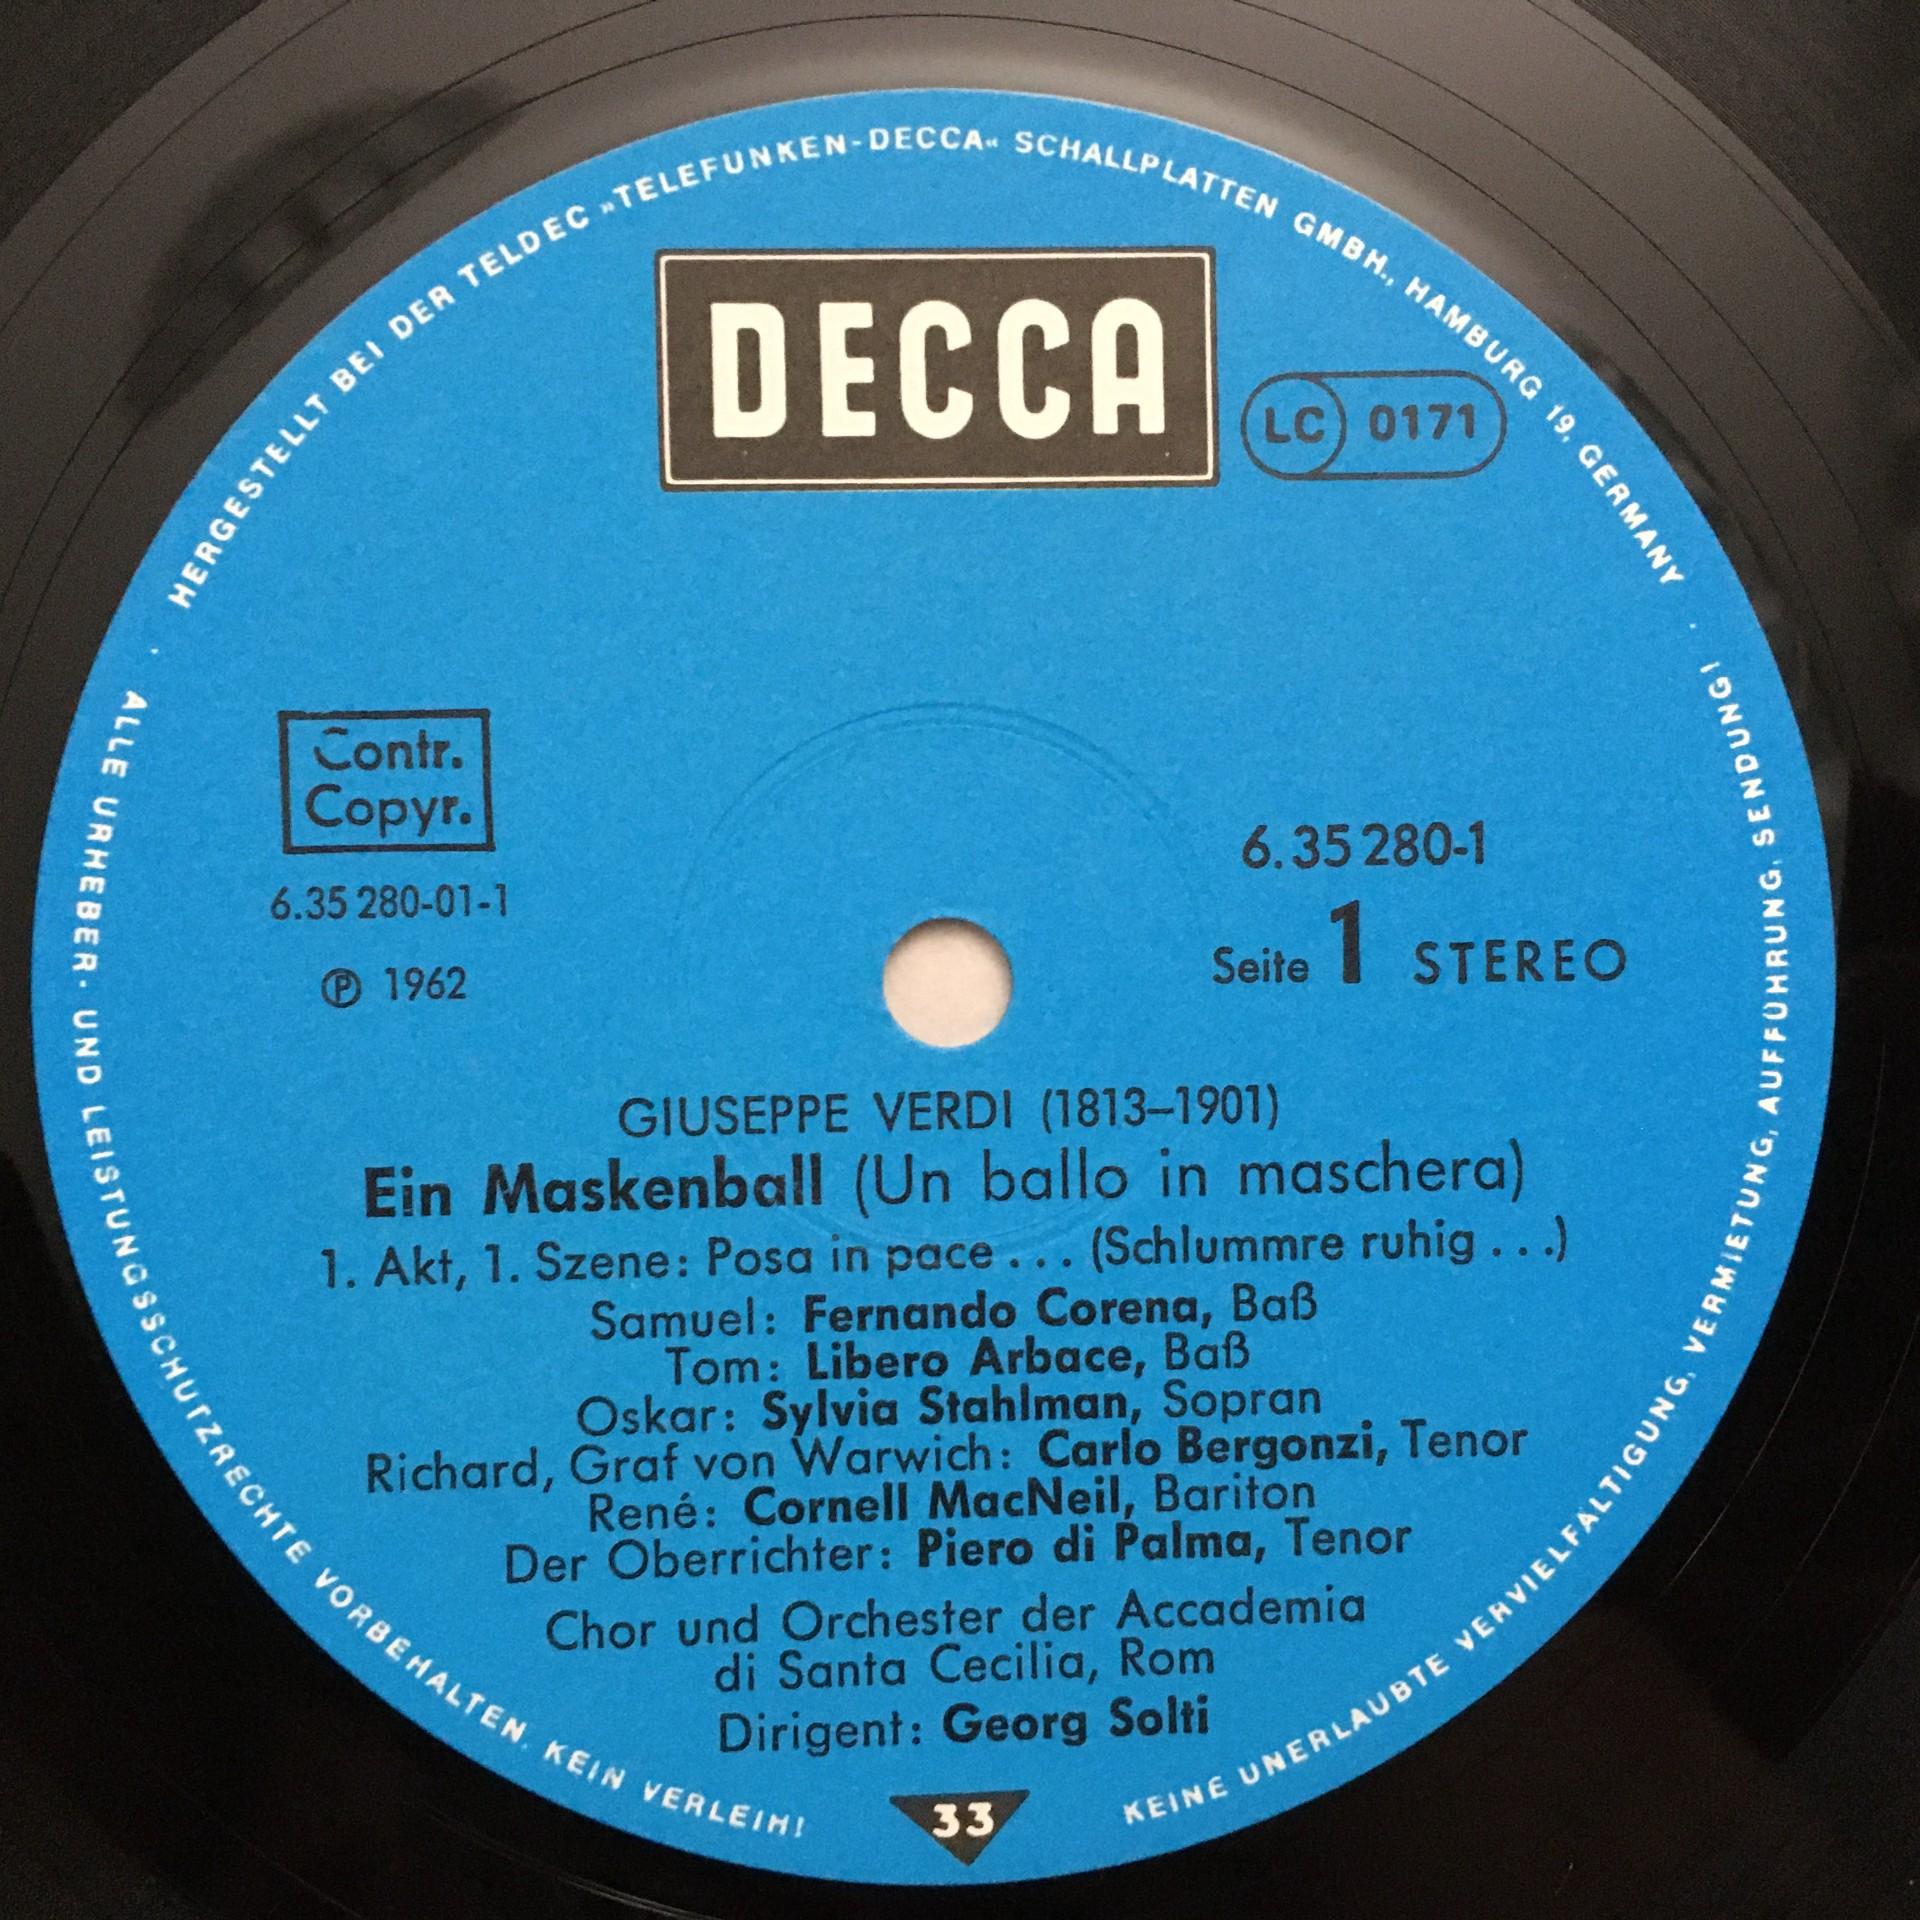 HERGESTELLT BEI DER TELDEC »TELEFUNKEN-DECCA« SCHALLPLATTEN GMBH., HAMBURG 19, GERMANY
DECCA
LC 0171
Contr.
Copyr.
6.35 280-01-1
℗ 1962
6.35 280-1
Seite 1 STEREO
GIUSEPPE VERDI (1813–1901)
Ein Maskenball (Un ballo in maschera)
1. Akt, 1. Szene: Posa in pace . . . (Schlummre ruhig . . .)
Samuel: Fernando Corena, Baß
Tom: Libero Arbace, Baß
Oskar: Sylvia Stahlman, Sopran
Richard, Graf von Warwich: Carlo Bergonzi, Tenor
René: Cornell MacNeil, Bariton
Der Oberrichter: Piero di Palma, Tenor
Chor und Orchester der Accademia
di Santa Cecilia, Rom
Dirigent: Georg Solti
33
ALLE URHEBER- UND LEISTUNGSSCHUTZRECHTE VORBEHALTEN. KEIN VERLEIH!
KEINE UNERLAUBTE VERVIELFÄLTIGUNG, VERMIETUNG, AUFFÜHRUNG, SENDUNG!